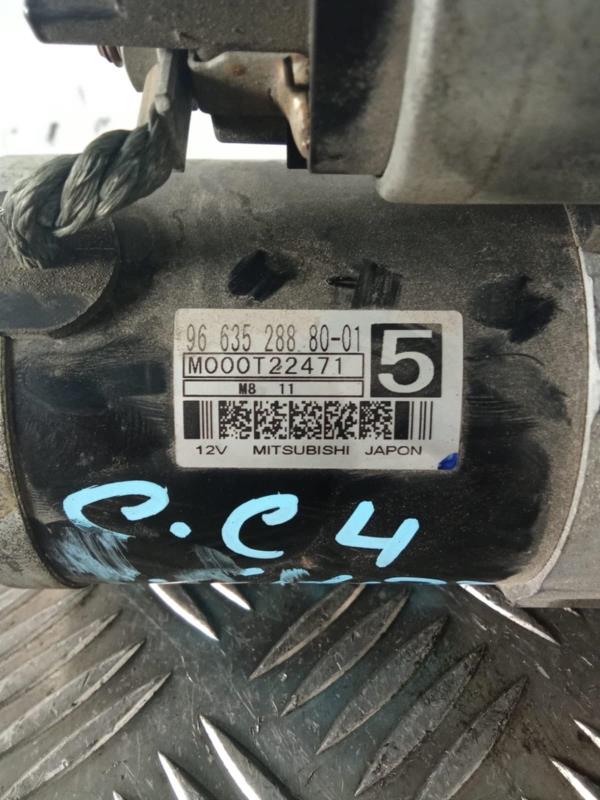 96 635 288 80-01
5
M000T22471
M8 11
12V MITSUBISHI JAPON
C.C4